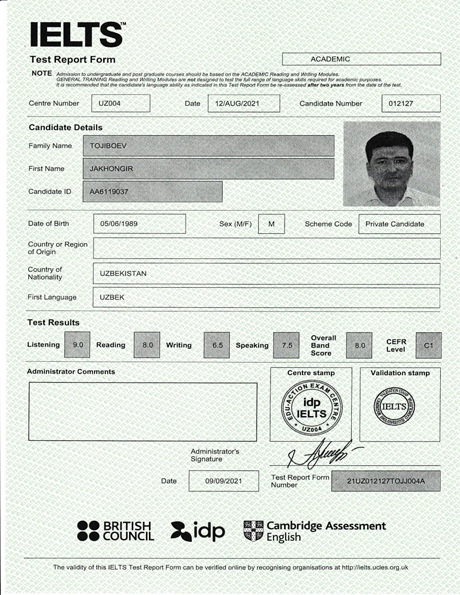 IELTS™
Test Report Form
ACADEMIC
NOTE Admission to undergraduate and post graduate courses should be based on the ACADEMIC Reading and Writing Modules.
GENERAL TRAINING Reading and Writing Modules are not designed to test the full range of language skills required for academic purposes.
It is recommended that the candidate's language ability as indicated in this Test Report Form be re-assessed after two years from the date of the test.
Centre Number UZ004 Date 12/AUG/2021 Candidate Number 012127
Candidate Details
Family Name TOJIBOEV
First Name JAKHONGIR
Candidate ID AA6119037
Date of Birth 05/06/1989 Sex (M/F) M Scheme Code Private Candidate
Country or Region
of Origin
Country of
Nationality UZBEKISTAN
First Language UZBEK
Test Results
Listening 9.0 Reading 8.0 Writing 6.5 Speaking 7.5 Overall Band Score 8.0 CEFR Level C1
Administrator Comments
Centre stamp
Validation stamp
EDU-ACTION EXAM CENTRE
idp
IELTS
UZ004
IELTS
Administrator's
Signature
Date 09/09/2021
Test Report Form
Number 21UZ012127TOJJ004A
BRITISH
COUNCIL
idp
Cambridge Assessment
English
The validity of this IELTS Test Report Form can be verified online by recognising organisations at http://ielts.ucles.org.uk